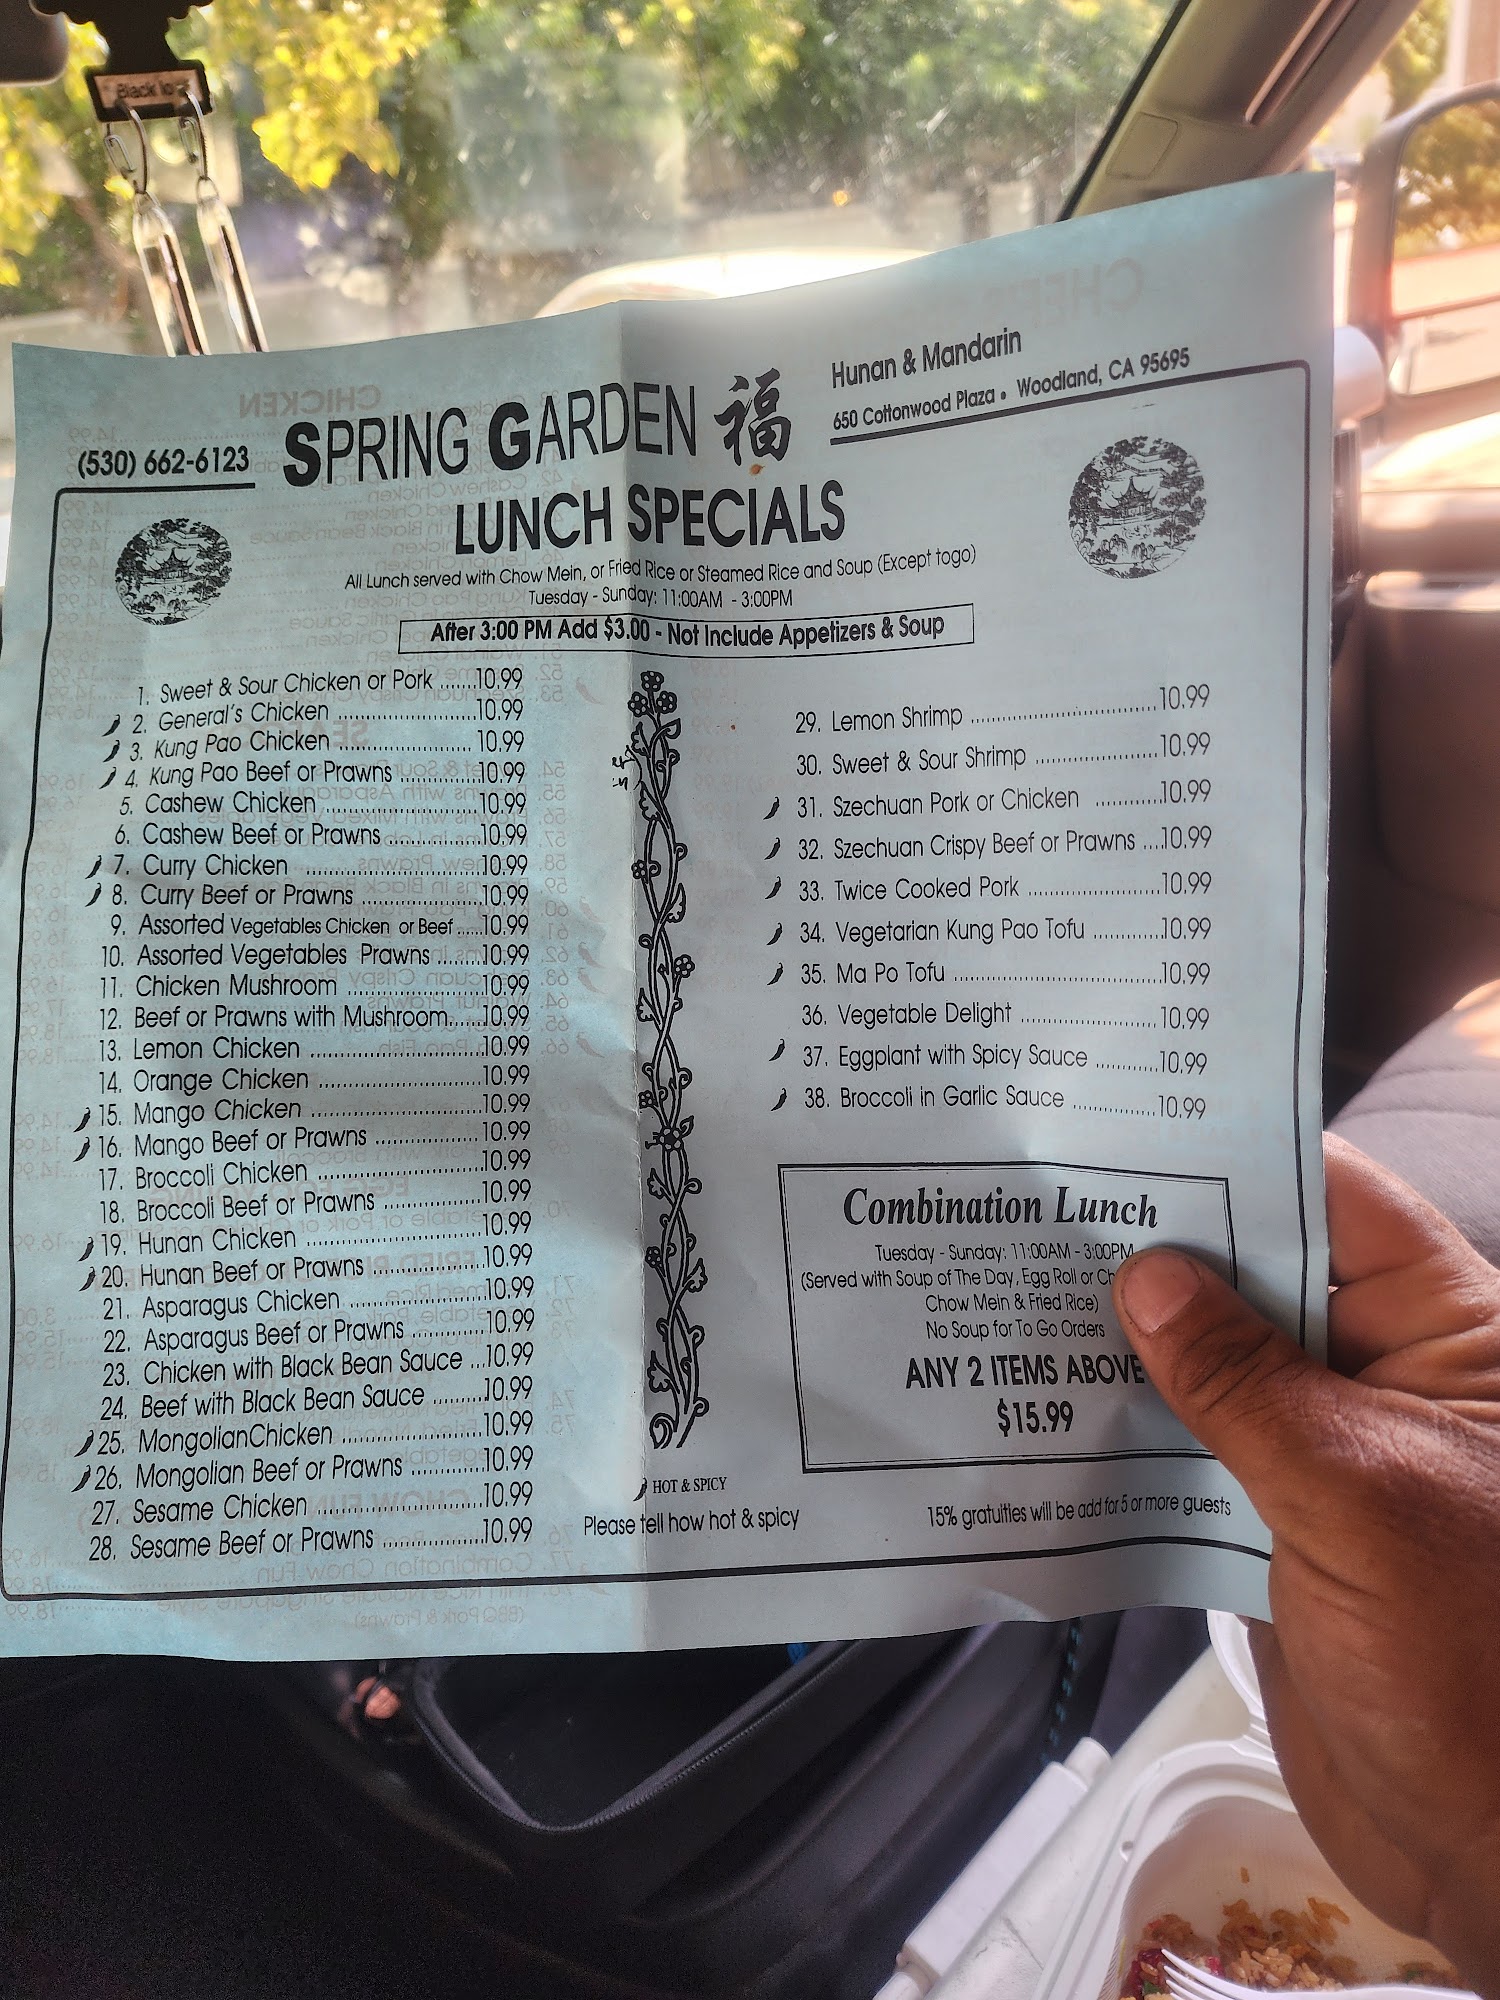 Black Ic
Hunan & Mandarin
650 Cottonwood Plaza • Woodland, CA 95695
(530) 662-6123
SPRING GARDEN 福
LUNCH SPECIALS
All Lunch served with Chow Mein, or Fried Rice or Steamed Rice and Soup (Except togo)
Tuesday - Sunday: 11:00AM - 3:00PM
After 3:00 PM Add $3.00 - Not Include Appetizers & Soup
1. Sweet & Sour Chicken or Pork .......10.99
2. General's Chicken ..........................10.99
3. Kung Pao Chicken ......................... 10.99
4. Kung Pao Beef or Prawns .............10.99
5. Cashew Chicken ..........................10.99
6. Cashew Beef or Prawns ................10.99
7. Curry Chicken ................................10.99
8. Curry Beef or Prawns ....................10.99
9. Assorted Vegetables Chicken or Beef ......10.99
10. Assorted Vegetables Prawns ........10.99
11. Chicken Mushroom ......................10.99
12. Beef or Prawns with Mushroom.......10.99
13. Lemon Chicken ............................10.99
14. Orange Chicken ..........................10.99
15. Mango Chicken ............................10.99
16. Mango Beef or Prawns .................10.99
17. Broccoli Chicken ..........................10.99
18. Broccoli Beef or Prawns ................10.99
19. Hunan Chicken ............................10.99
20. Hunan Beef or Prawns ..................10.99
21. Asparagus Chicken ......................10.99
22. Asparagus Beef or Prawns ............10.99
23. Chicken with Black Bean Sauce ...10.99
24. Beef with Black Bean Sauce .........10.99
25. MongolianChicken .......................10.99
26. Mongolian Beef or Prawns ............10.99
27. Sesame Chicken ..........................10.99
28. Sesame Beef or Prawns ................10.99
29. Lemon Shrimp ..............................10.99
30. Sweet & Sour Shrimp ....................10.99
31. Szechuan Pork or Chicken ...........10.99
32. Szechuan Crispy Beef or Prawns ....10.99
33. Twice Cooked Pork ......................10.99
34. Vegetarian Kung Pao Tofu ............10.99
35. Ma Po Tofu ...................................10.99
36. Vegetable Delight .......................10.99
37. Eggplant with Spicy Sauce ...........10.99
38. Broccoli in Garlic Sauce ...............10.99
Combination Lunch
Tuesday - Sunday: 11:00AM - 3:00PM
(Served with Soup of The Day, Egg Roll or
Chow Mein & Fried Rice)
No Soup for To Go Orders
ANY 2 ITEMS ABOVE
$15.99
HOT & SPICY
Please tell how hot & spicy
15% gratuities will be add for 5 or more guests